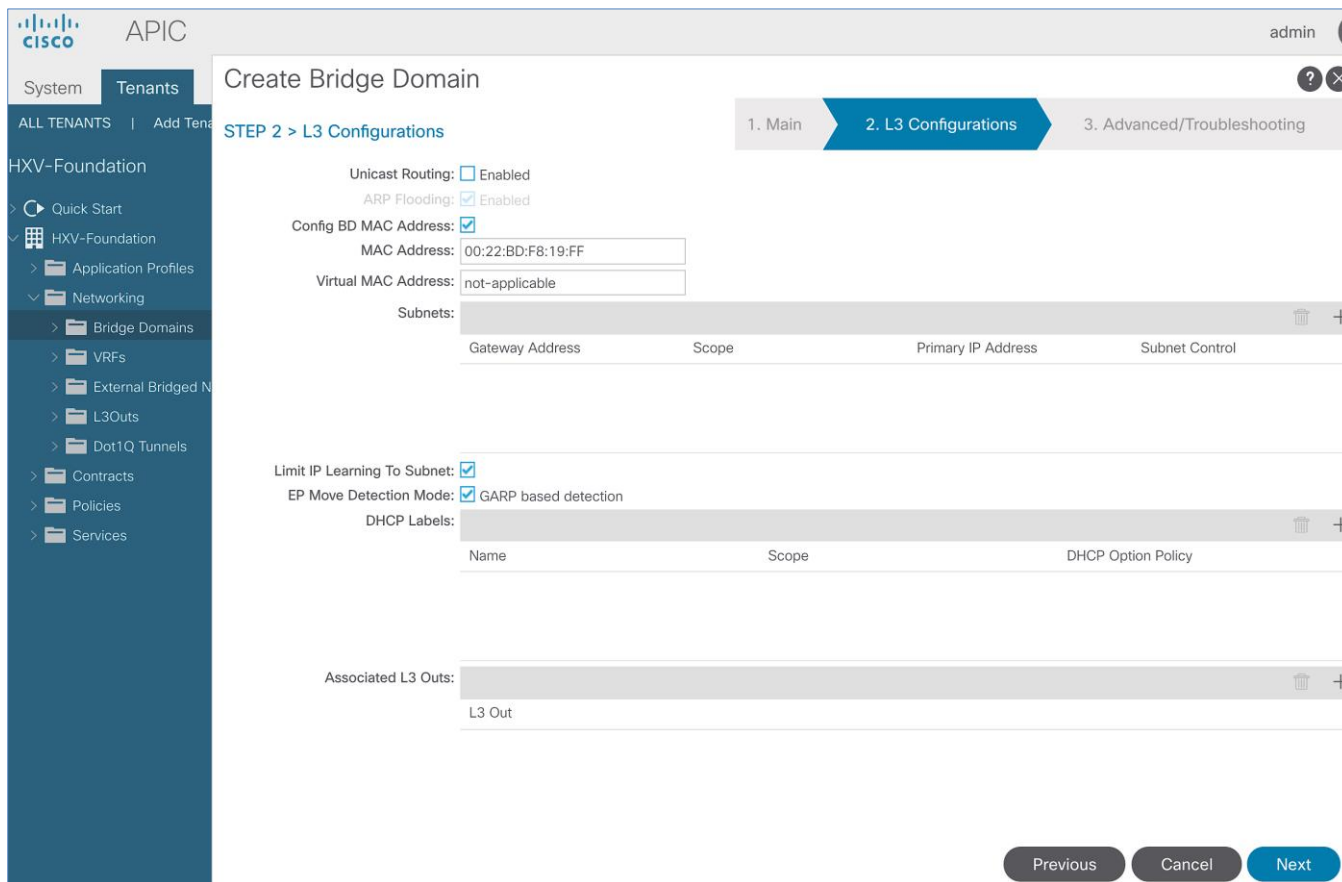 CISCO
APIC
admin
System
Tenants
ALL TENANTS | Add Tena
HXV-Foundation
Quick Start
HXV-Foundation
Application Profiles
Networking
Bridge Domains
VRFs
External Bridged N
L3Outs
Dot1Q Tunnels
Contracts
Policies
Services
Create Bridge Domain
?
STEP 2 > L3 Configurations
1. Main
2. L3 Configurations
3. Advanced/Troubleshooting
Unicast Routing: Enabled
ARP Flooding: Enabled
Config BD MAC Address:
MAC Address: 00:22:BD:F8:19:FF
Virtual MAC Address: not-applicable
Subnets:
Gateway Address Scope Primary IP Address Subnet Control
Limit IP Learning To Subnet:
EP Move Detection Mode: GARP based detection
DHCP Labels:
Name Scope DHCP Option Policy
Associated L3 Outs:
L3 Out
Previous Cancel Next